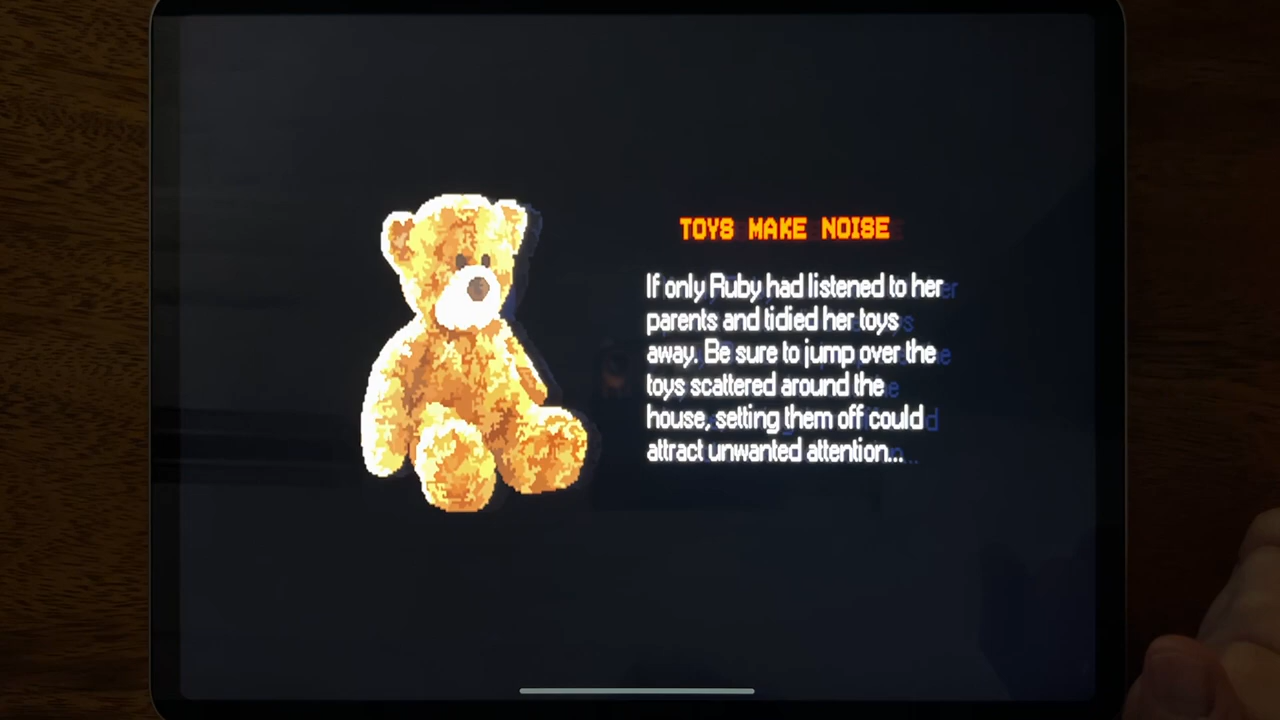 TOYS MAKE NOISE
If only Ruby had listened to her
parents and tidied her toys
away. Be sure to jump over the
toys scattered around the
house, setting them off could
attract unwanted attention...